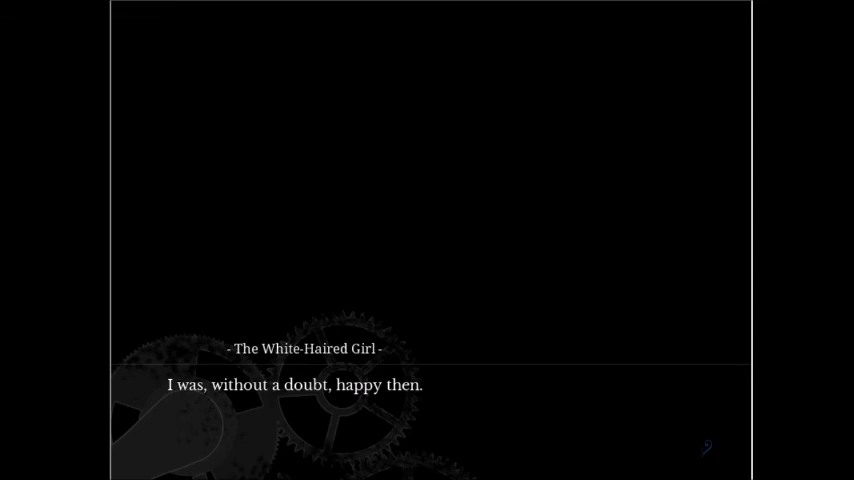 - The White-Haired Girl -
I was, without a doubt, happy then.